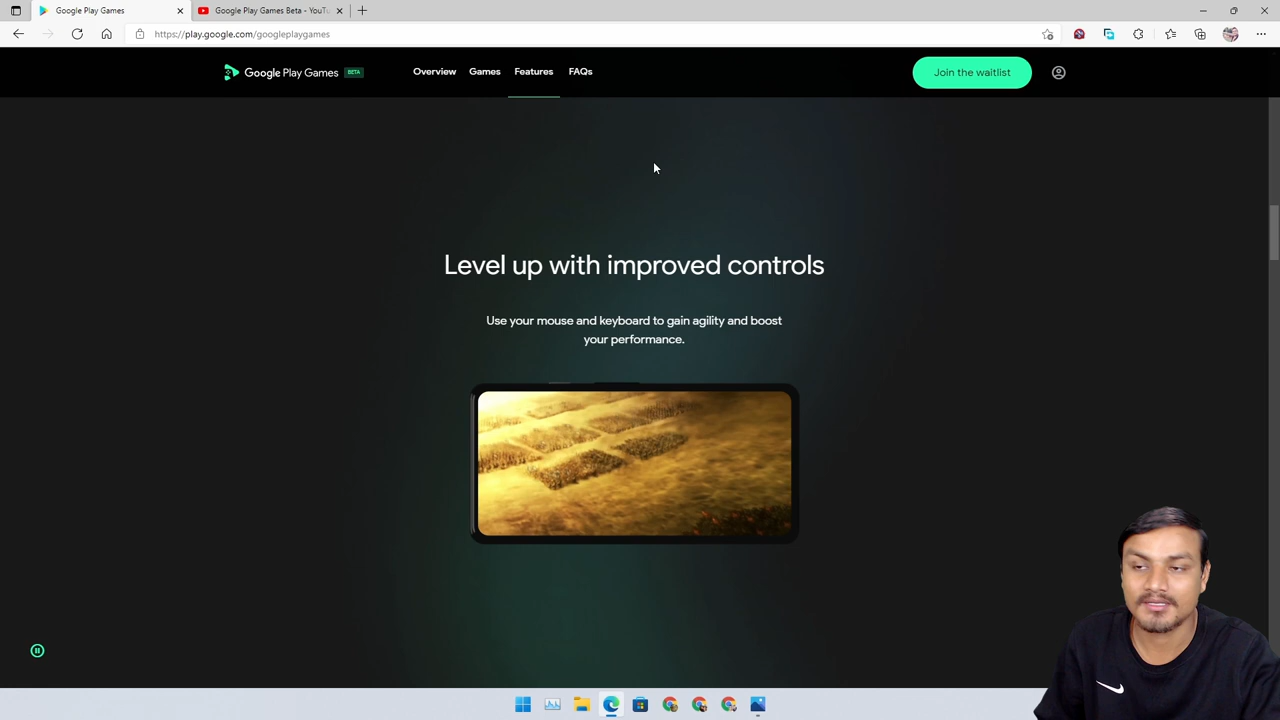 Google Play Games
Google Play Games Beta - YouTu
https://play.google.com/googleplaygames
Google Play Games BETA
Overview
Games
Features
FAQs
Join the waitlist
Level up with improved controls
Use your mouse and keyboard to gain agility and boost
your performance.